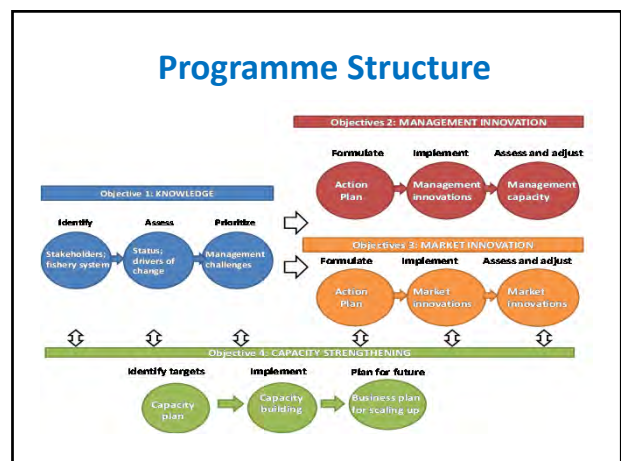 Programme Structure
Objectives 2: MANAGEMENT INNOVATION
Formulate Implement Assess and adjust
Action Plan
Management innovations
Management capacity
Objective 1: KNOWLEDGE
Identify Assess Prioritize
Stakeholders; fishery system
Status; drivers of change
Management challenges
Objectives 3: MARKET INNOVATION
Formulate Implement Assess and adjust
Action Plan
Market innovations
Market Innovations
Objective 4: CAPACITY STRENGTHENING
Identify targets Implement Plan for future
Capacity plan
Capacity building
Business plan for scaling up